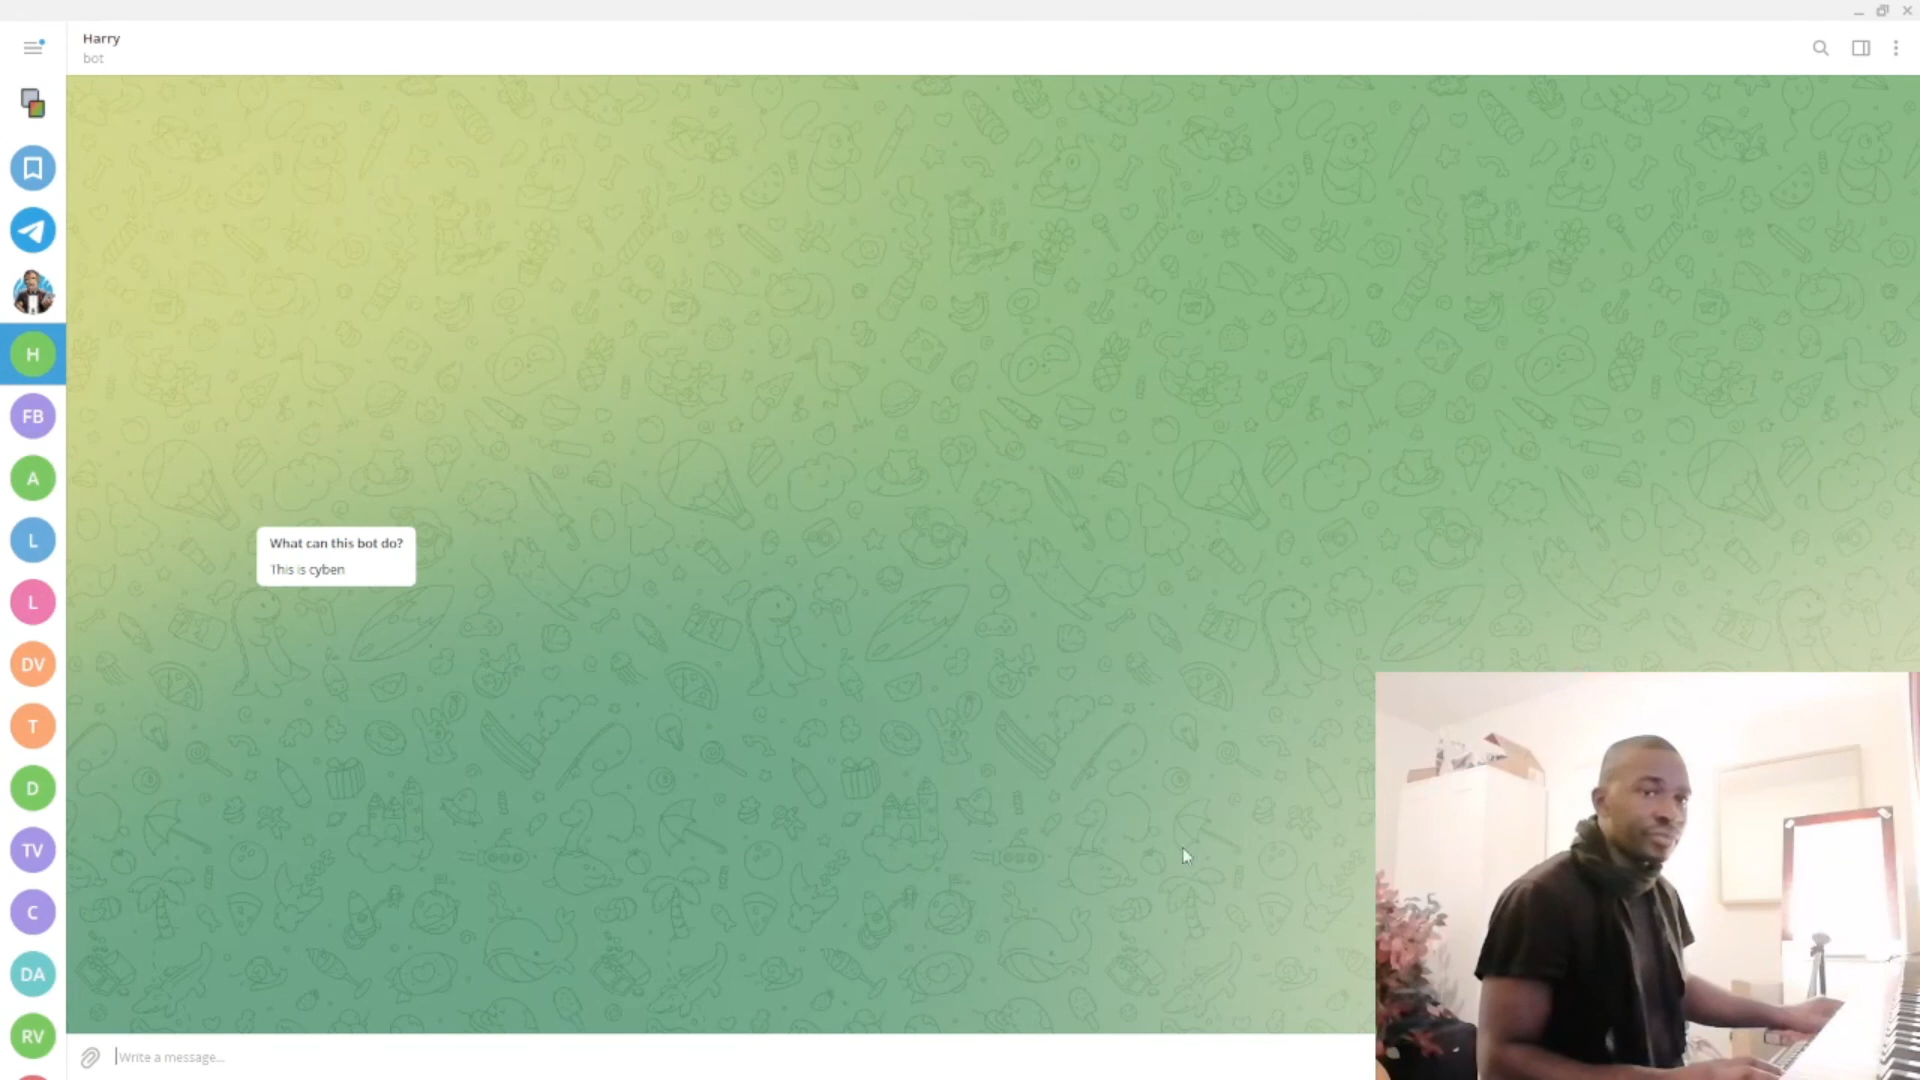 Harry
bot
H
FB
A
L
L
DV
T
D
TV
C
DA
RV
What can this bot do?
This is cyben
Write a message...